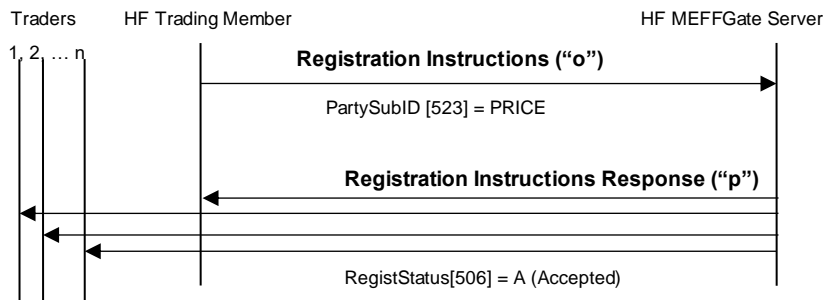 Traders HF Trading Member HF MEFFGate Server
1, 2, … n
Registration Instructions (“o”)
PartySubID [523] = PRICE
Registration Instructions Response (“p”)
RegistStatus[506] = A (Accepted)